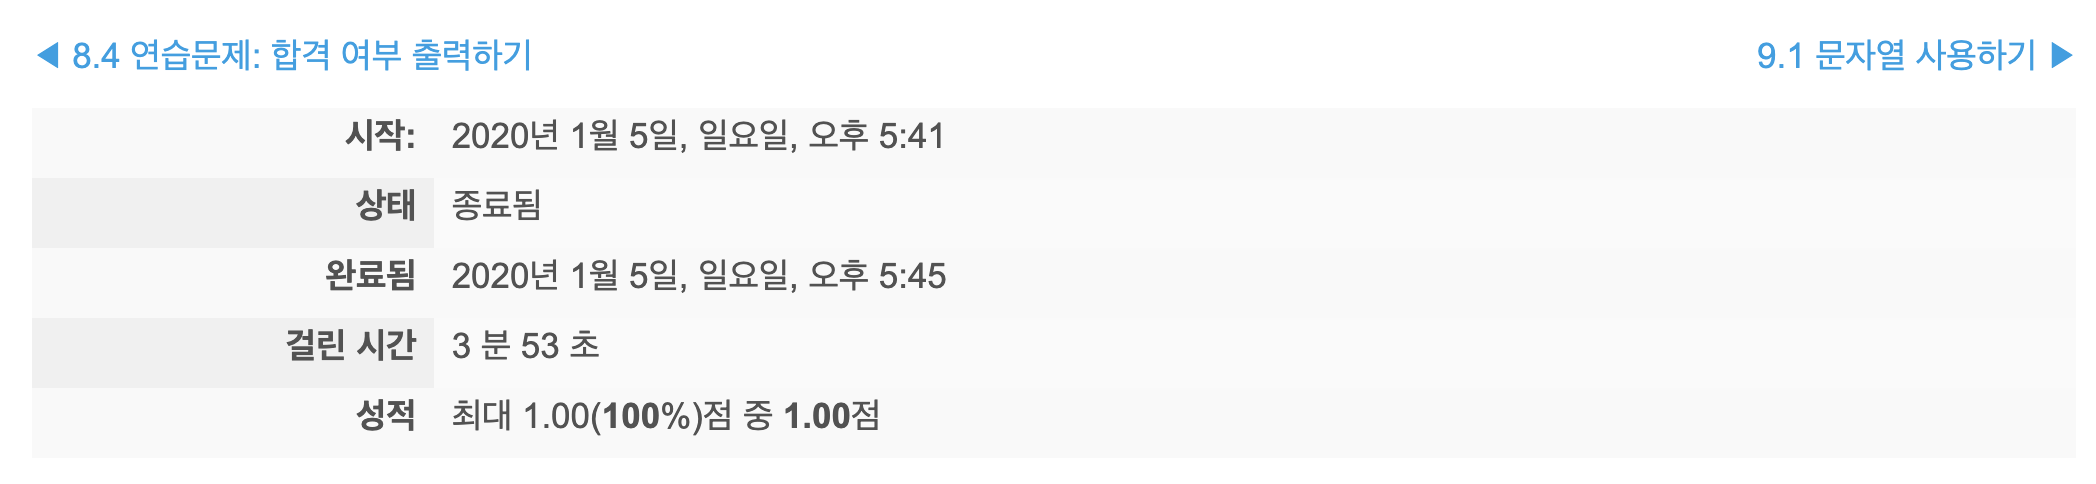 ◀ 8.4 연습문제: 합격 여부 출력하기
9.1 문자열 사용하기 ▶
시작: 2020년 1월 5일, 일요일, 오후 5:41
상태 종료됨
완료됨 2020년 1월 5일, 일요일, 오후 5:45
걸린 시간 3 분 53 초
성적 최대 1.00(100%)점 중 1.00점